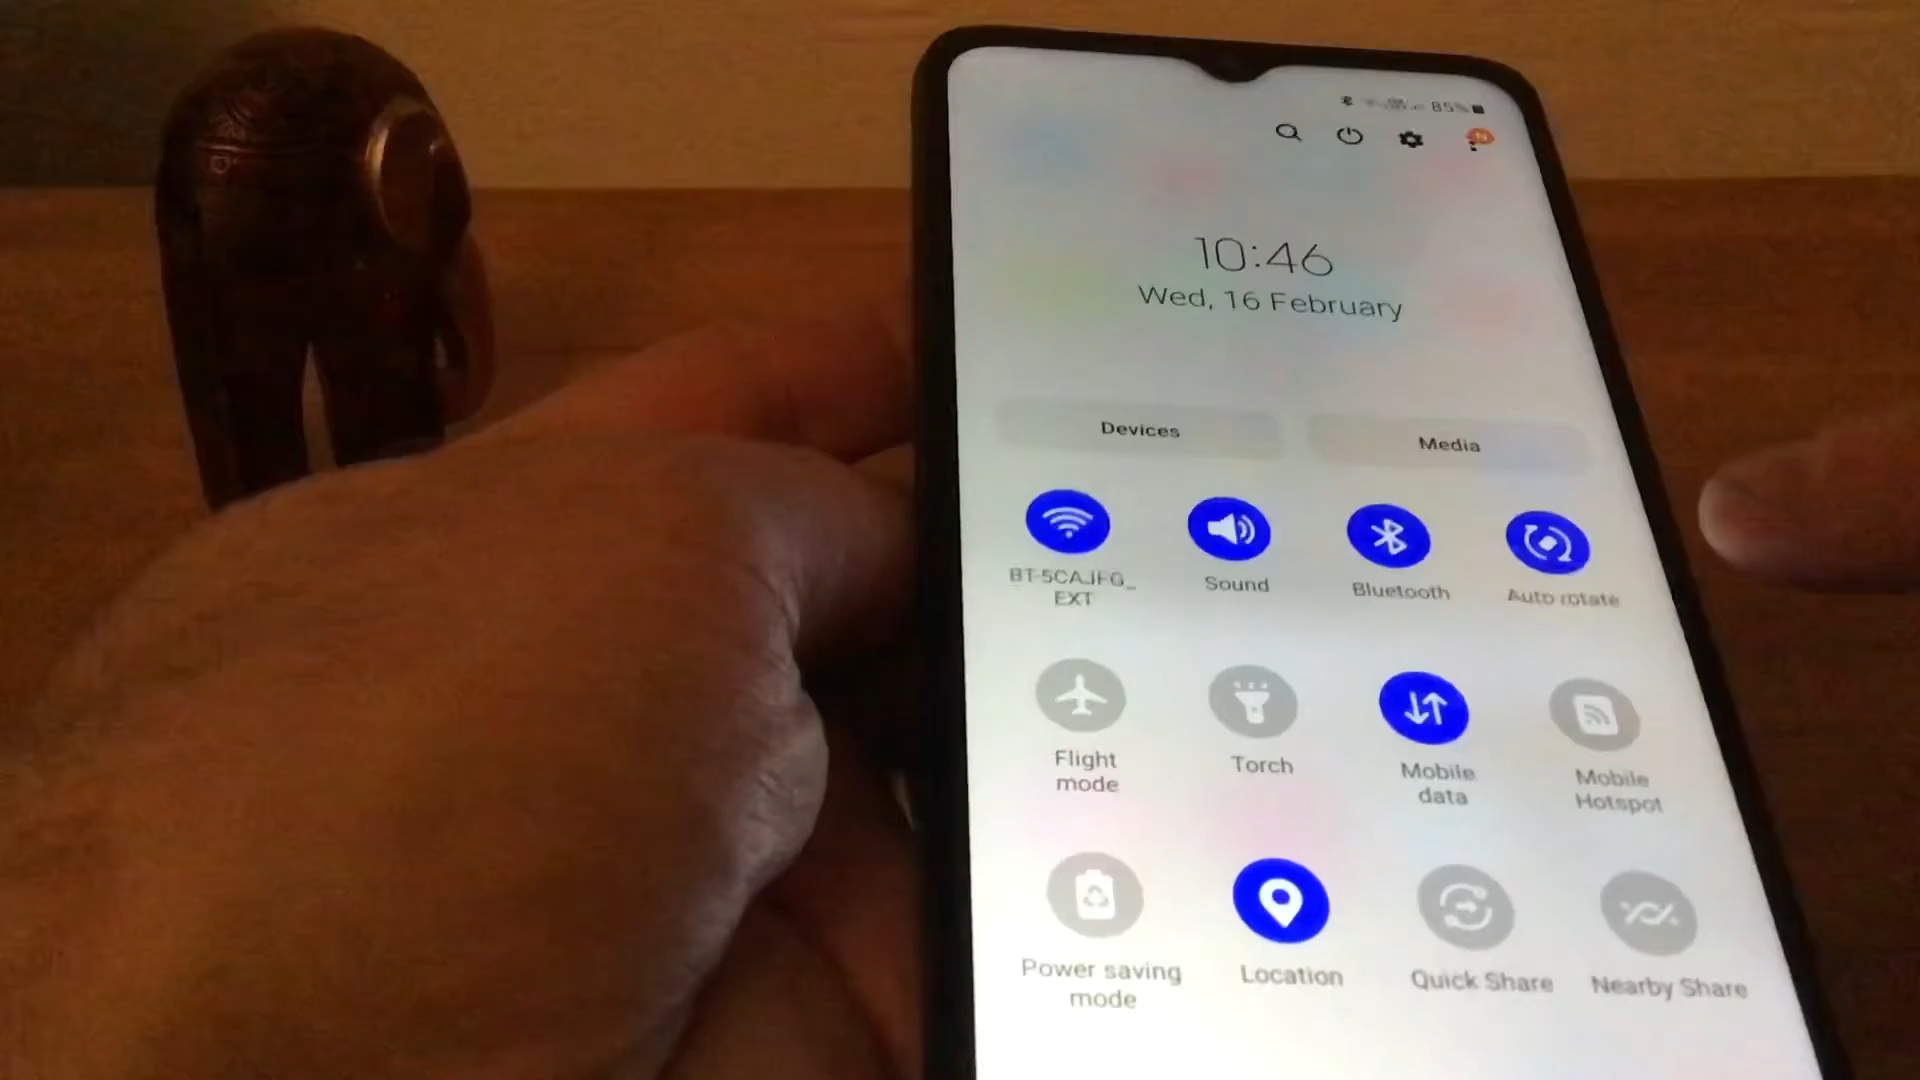 85%
10:46
Wed, 16 February
Devices
Media
BT-5CAJFG_
EXT
Sound
Bluetooth
Auto rotate
Flight
mode
Torch
Mobile
data
Mobile
Hotspot
Power saving
mode
Location
Quick Share
Nearby Share